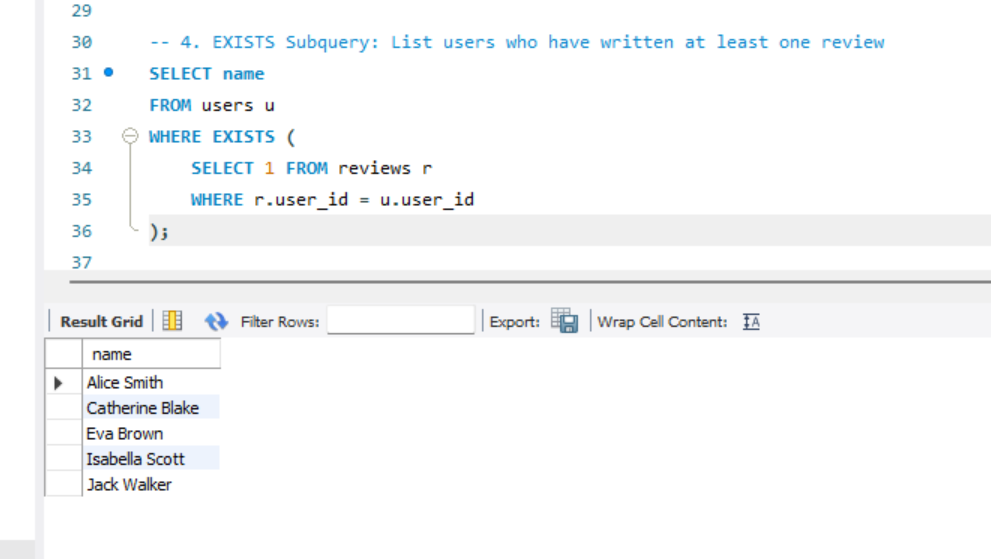 29
30 -- 4. EXISTS Subquery: List users who have written at least one review
31 SELECT name
32 FROM users u
33 WHERE EXISTS (
34 SELECT 1 FROM reviews r
35 WHERE r.user_id = u.user_id
36 );
37
Result Grid Filter Rows: Export: Wrap Cell Content: IA
name
Alice Smith
Catherine Blake
Eva Brown
Isabella Scott
Jack Walker